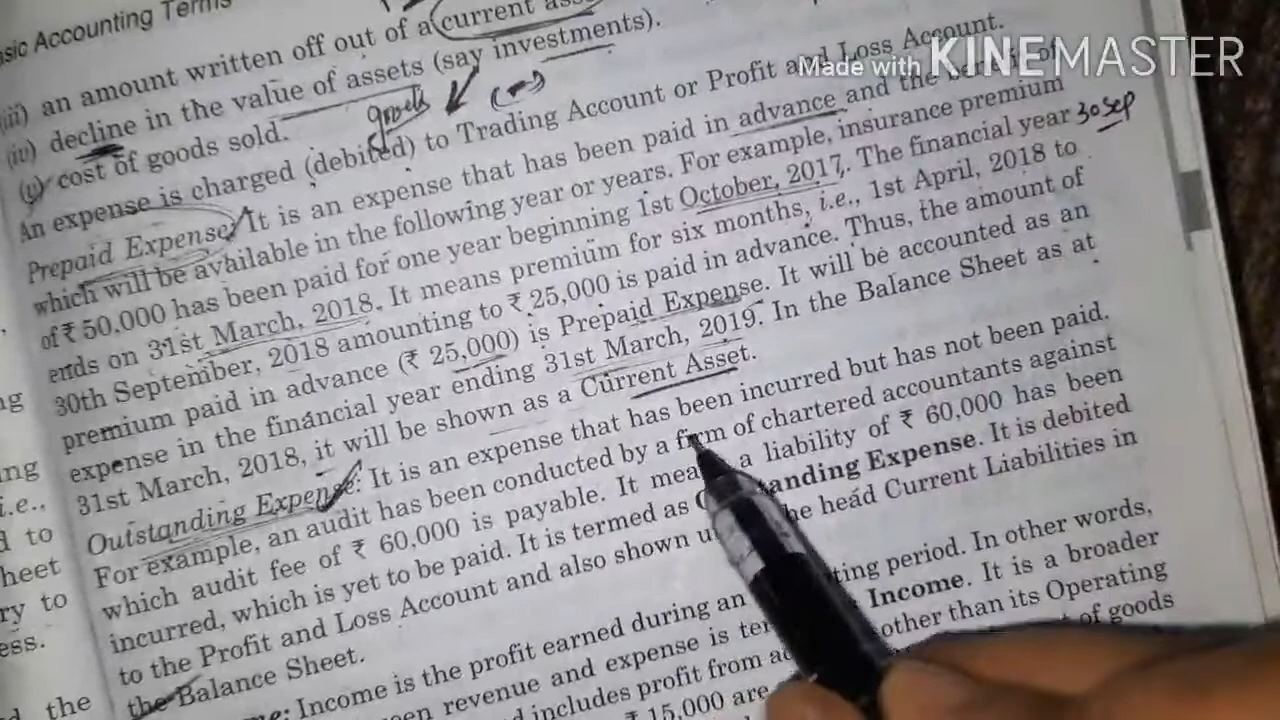 Made with KINEMASTER
sic Accounting Terms
(iii) an amount written off out of a current
(iv) decline in the value of assets (say investments).
(v) cost of goods sold.
goods
An expense is charged (debited) to Trading Account or Profit and Loss Account.
Prepaid Expense: It is an expense that has been paid in advance and the benefit of
which will be available in the following year or years. For example, insurance premium
of ₹ 50,000 has been paid for one year beginning 1st October, 2017. The financial year 30 Sep
ends on 31st March, 2018. It means premium for six months, i.e., 1st April, 2018 to
30th September, 2018 amounting to ₹ 25,000 is paid in advance. Thus, the amount of
premium paid in advance (₹ 25,000) is Prepaid Expense. It will be accounted as an
expense in the financial year ending 31st March, 2019. In the Balance Sheet as at
31st March, 2018, it will be shown as a Current Asset.
Outstanding Expense: It is an expense that has been incurred but has not been paid.
For example, an audit has been conducted by a firm of chartered accountants against
which audit fee of ₹ 60,000 is payable. It means a liability of ₹ 60,000 has been
incurred, which is yet to be paid. It is termed as Outstanding Expense. It is debited
to the Profit and Loss Account and also shown the head Current Liabilities in
the Balance Sheet.
Income is the profit earned during an ting period. In other words,
revenue and expense is Income. It is a broader
includes profit from other than its Operating
₹ 15,000 are of goods
ng
ing
i.e.,
d to
heet
ry to
ess.
d the